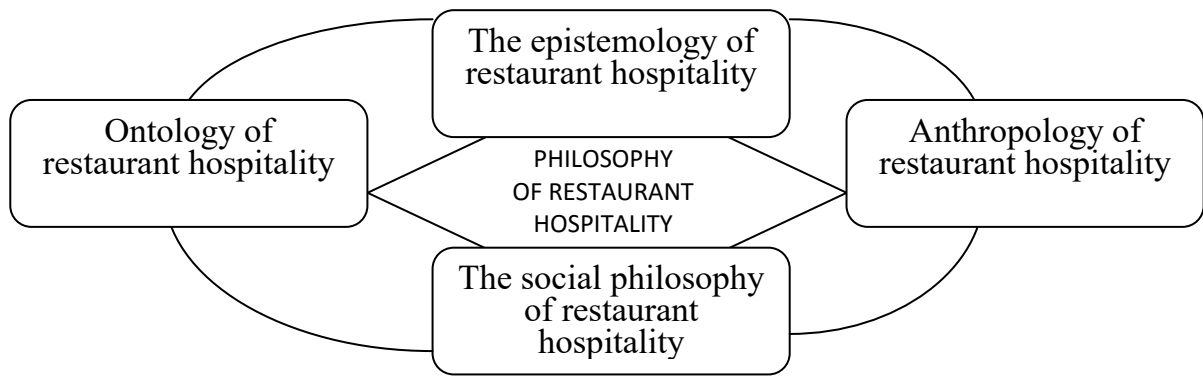 The epistemology of
restaurant hospitality
Ontology of
restaurant hospitality
Anthropology of
restaurant hospitality
PHILOSOPHY
OF RESTAURANT
HOSPITALITY
The social philosophy
of restaurant
hospitality